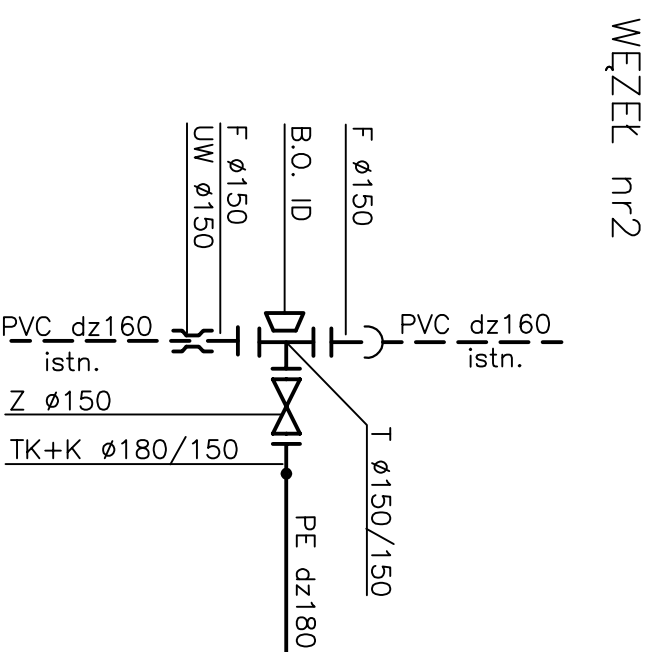 WĘZEŁ nr2
F ø150
B.O. ID
F ø150
UW ø150
PVC dz160
istn.
PVC dz160
istn.
Z ø150
TK+K ø180/150
T ø150/150
PE dz180